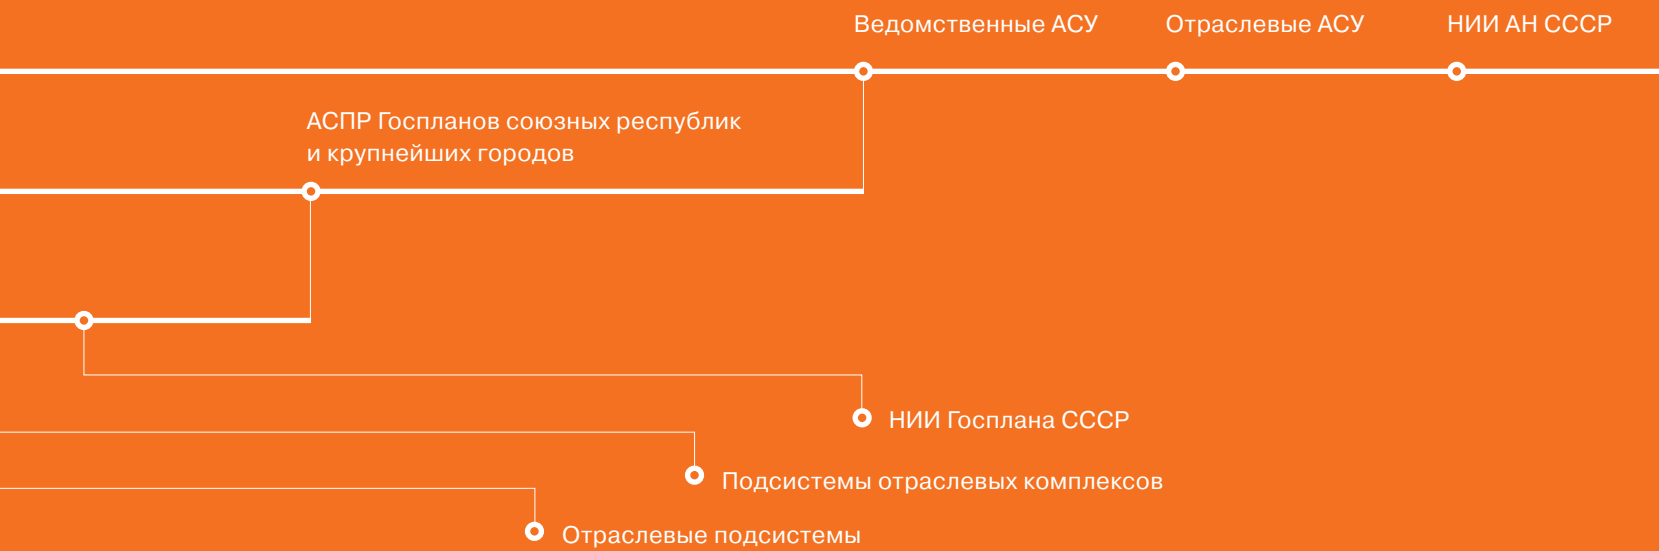 Ведомственные АСУ
Отраслевые АСУ
НИИ АН СССР
АСПР Госпланов союзных республик
и крупнейших городов
НИИ Госплана СССР
Подсистемы отраслевых комплексов
Отраслевые подсистемы